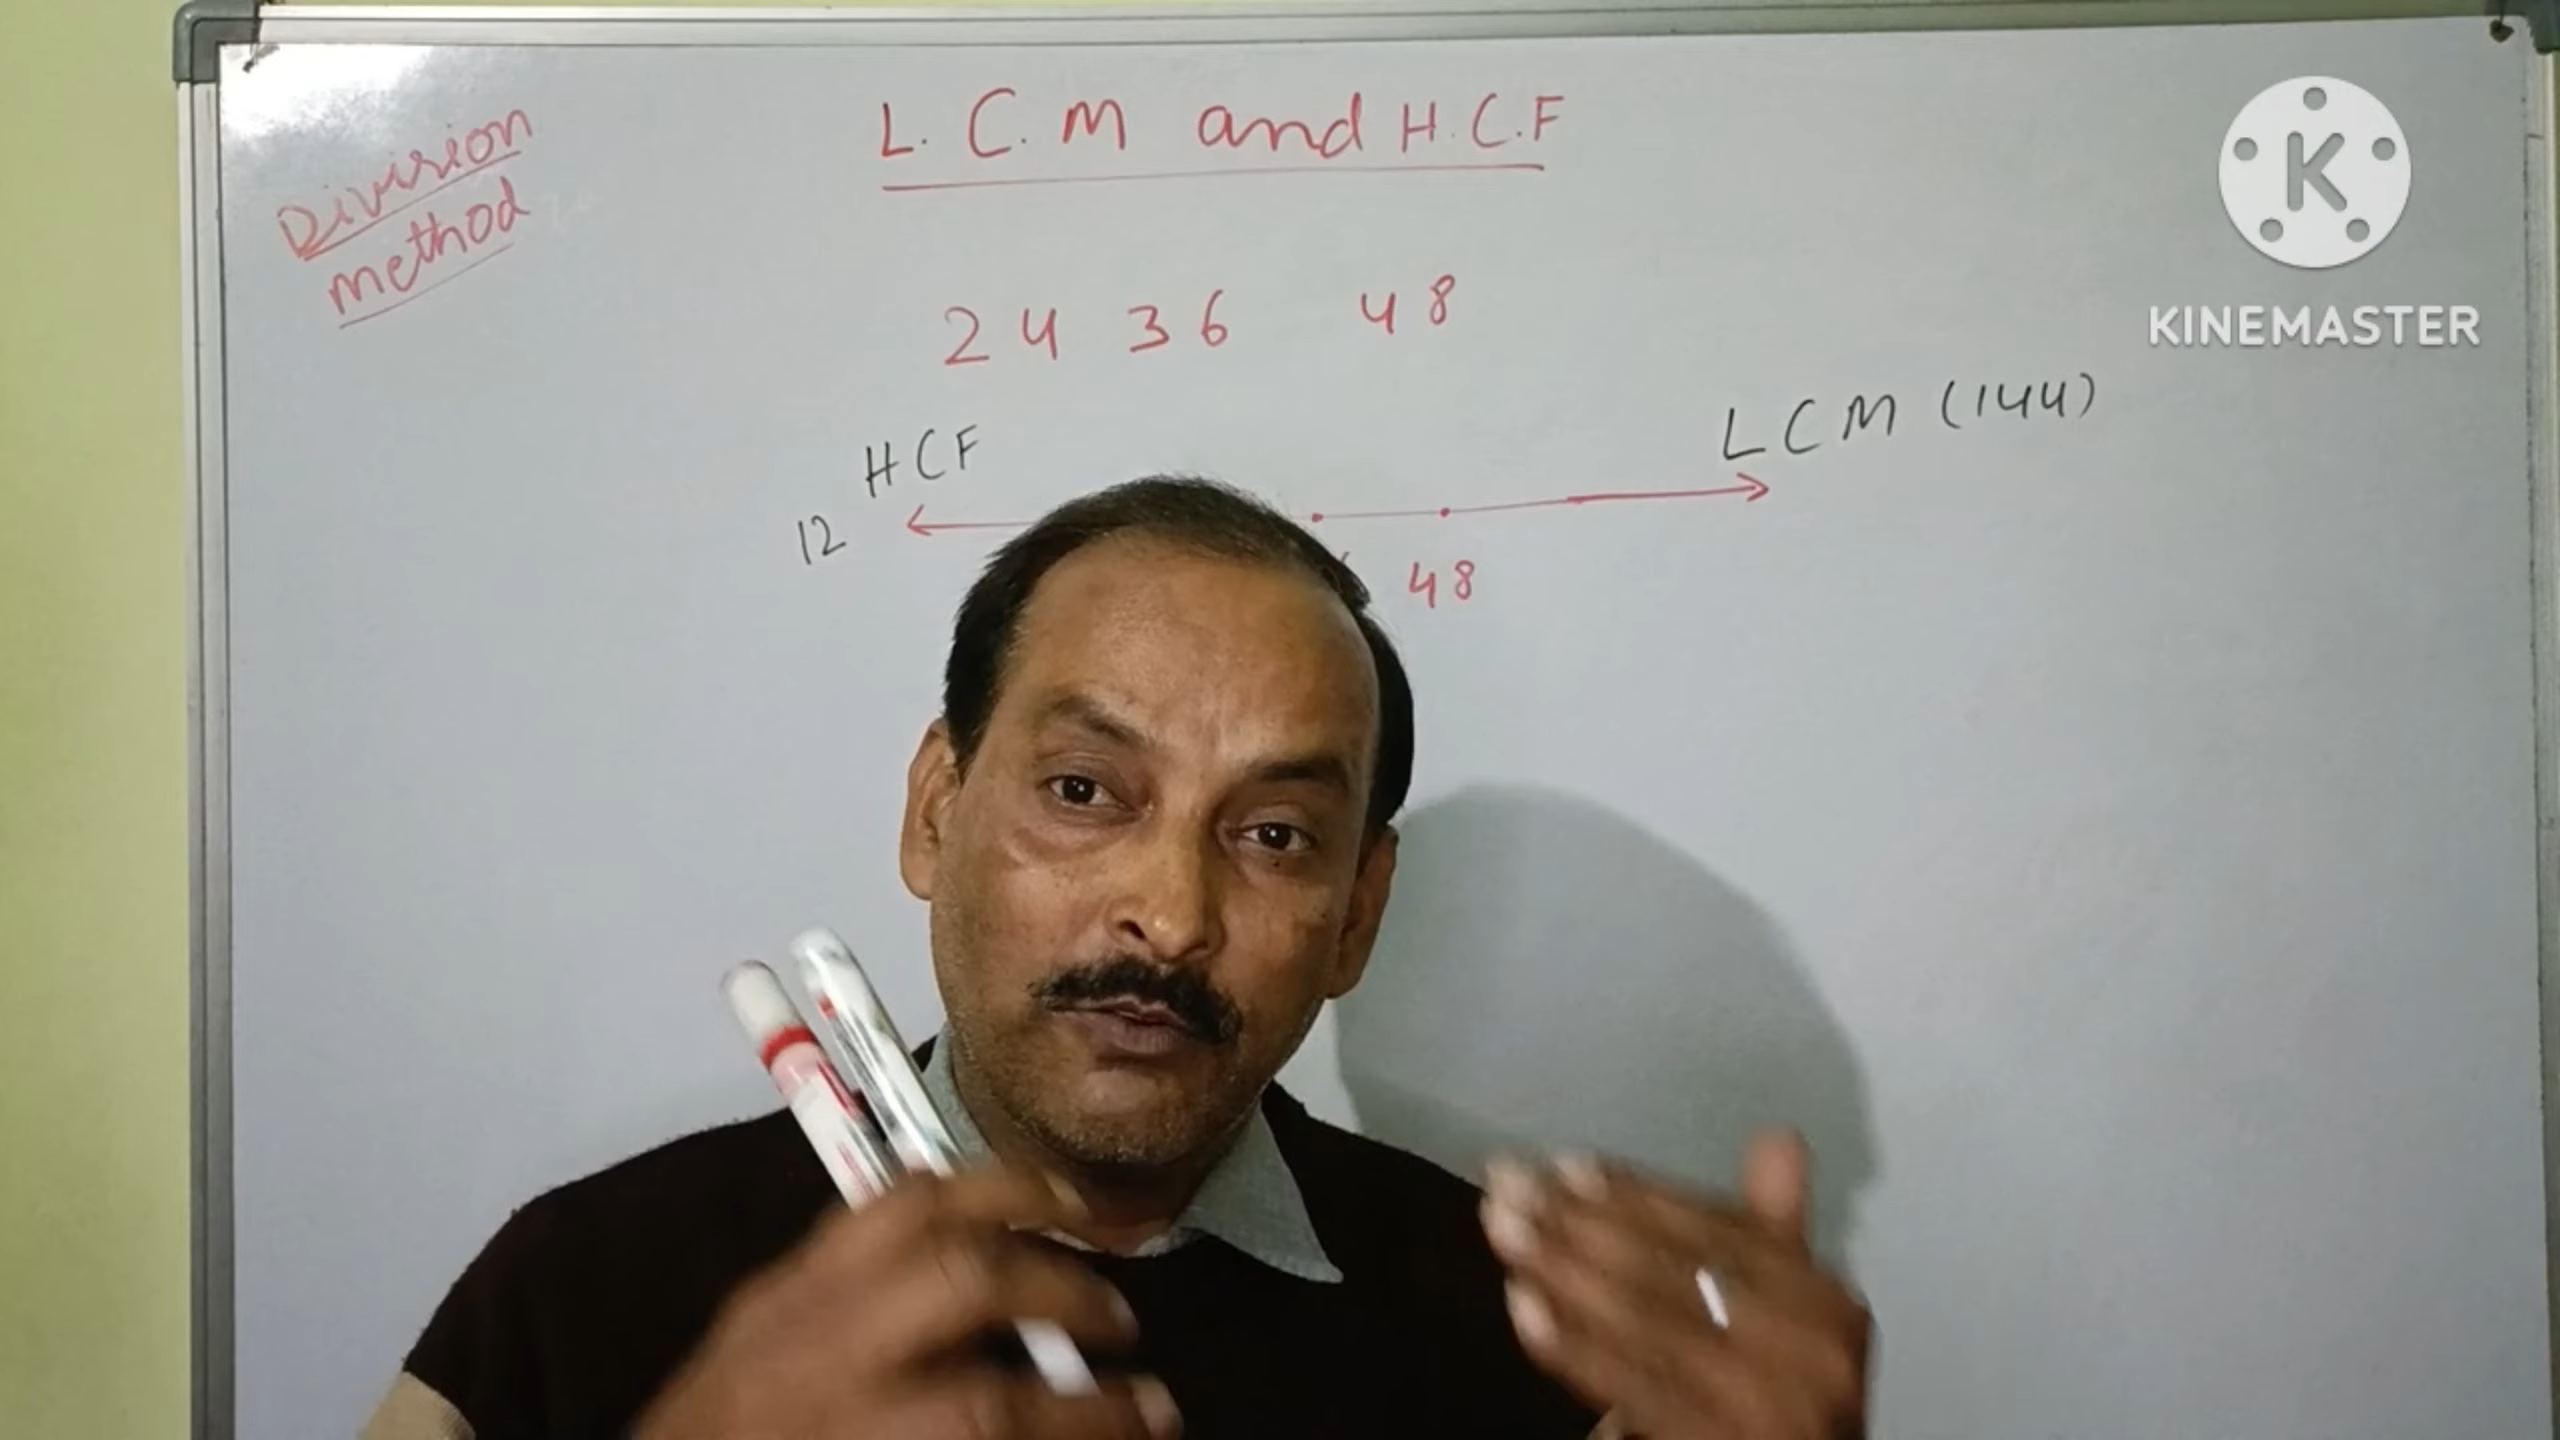 L. C. M and H.C.F
Division
method
24 36 48
HCF
LCM (144)
12
48
K
KINEMASTER